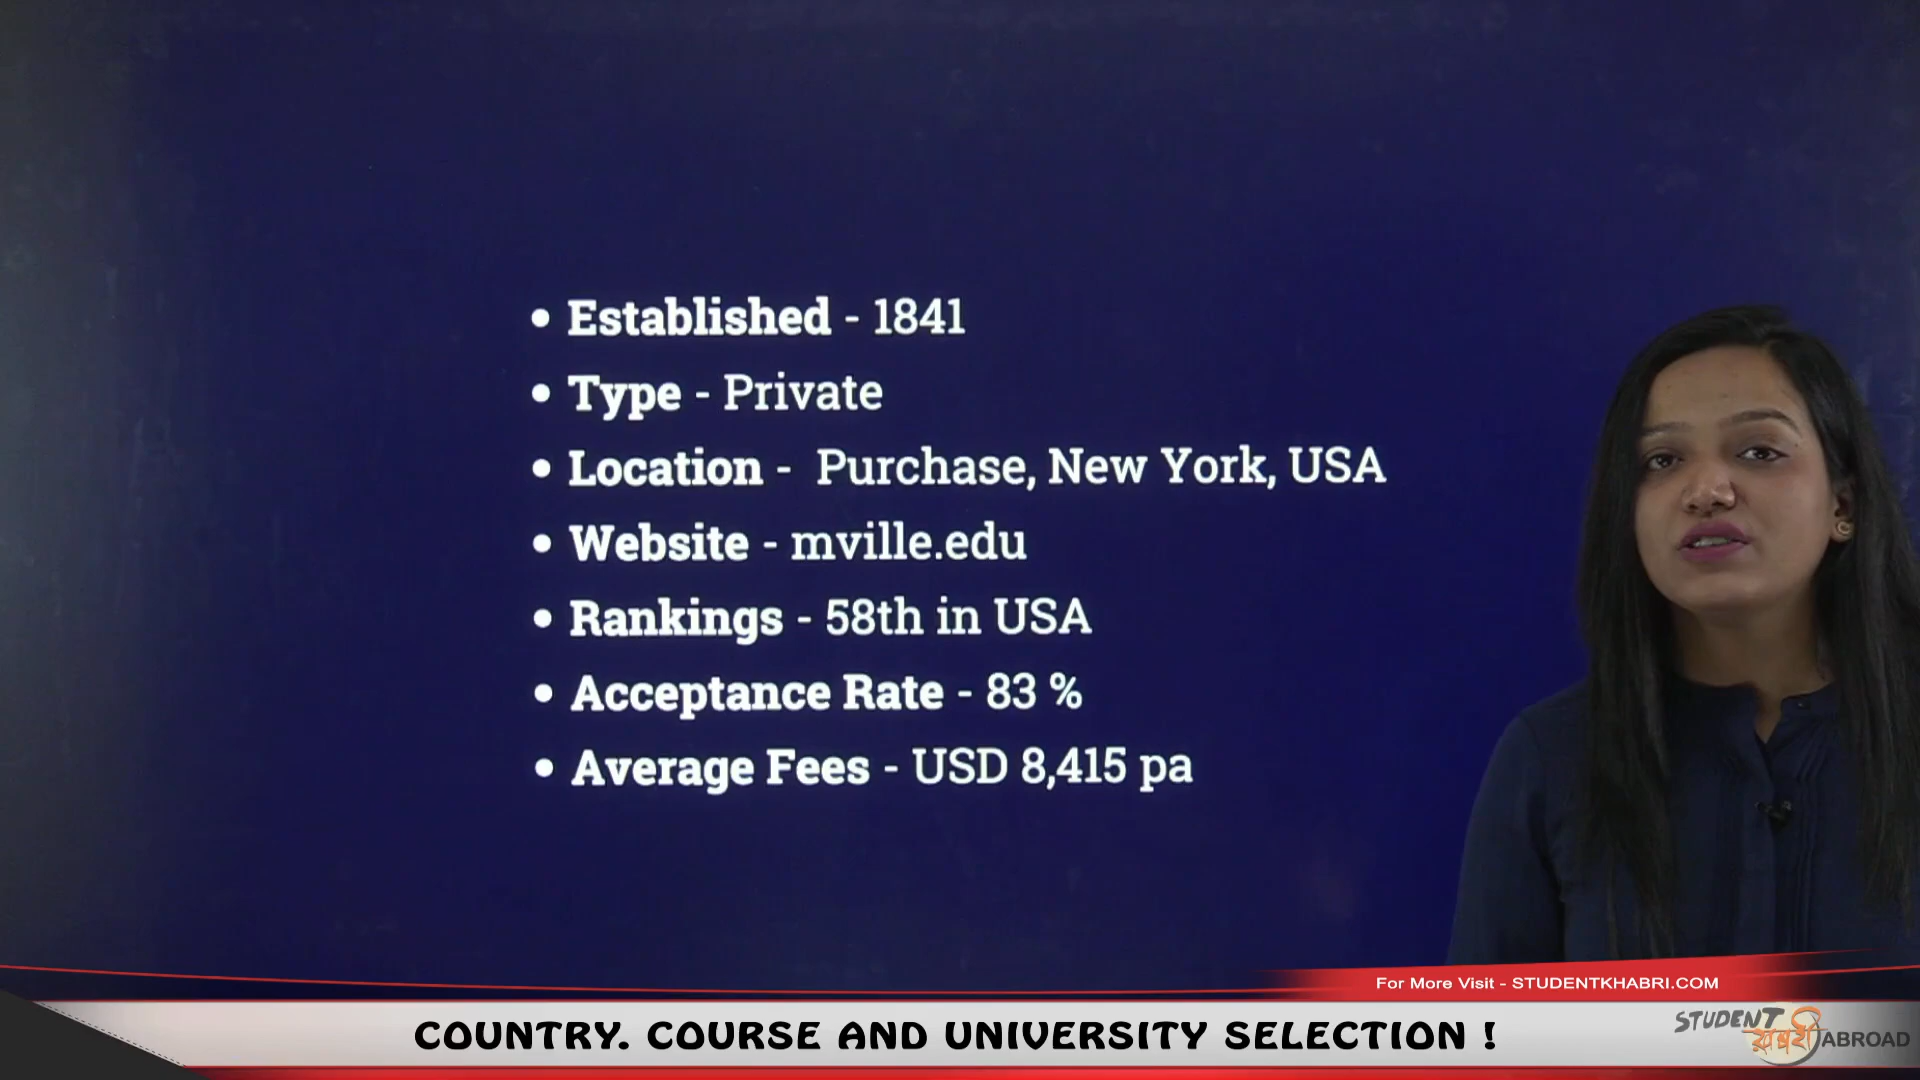 • Established - 1841
• Type - Private
• Location - Purchase, New York, USA
• Website - mville.edu
• Rankings - 58th in USA
• Acceptance Rate - 83 %
• Average Fees - USD 8,415 pa
For More Visit - STUDENTKHABRI.COM
COUNTRY. COURSE AND UNIVERSITY SELECTION !
STUDENT
ABROAD